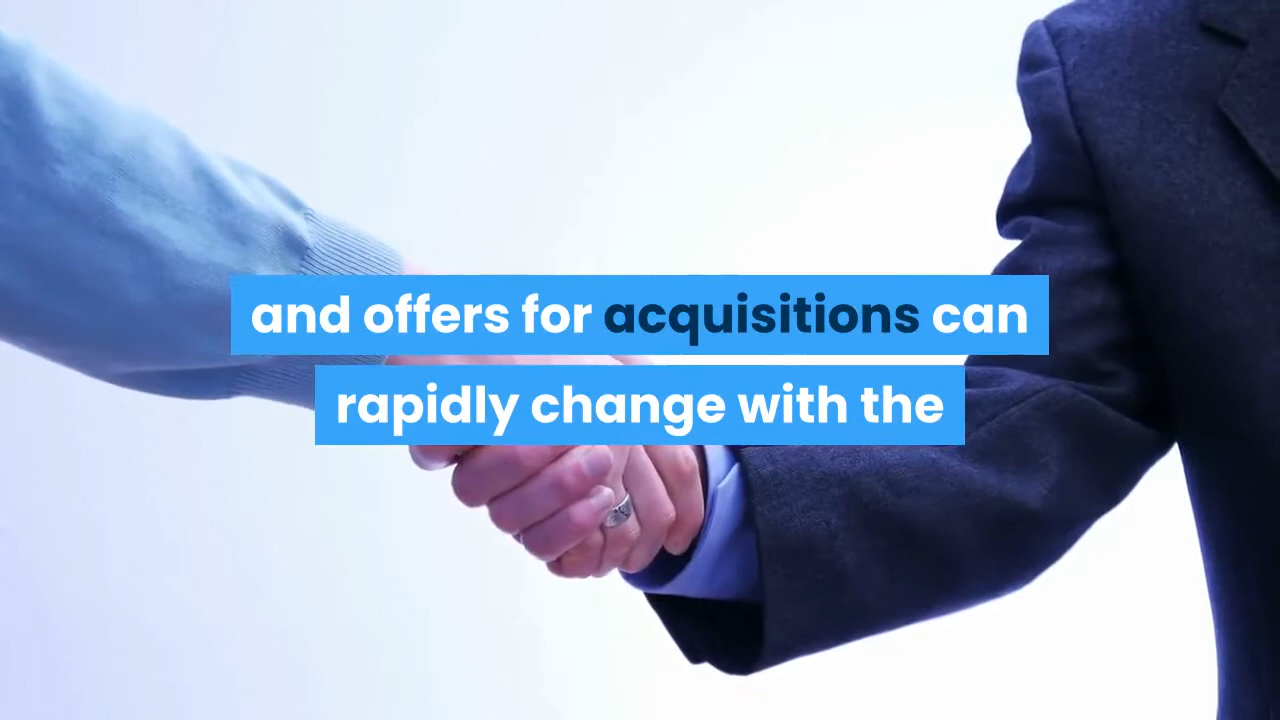 and offers for acquisitions can
rapidly change with the